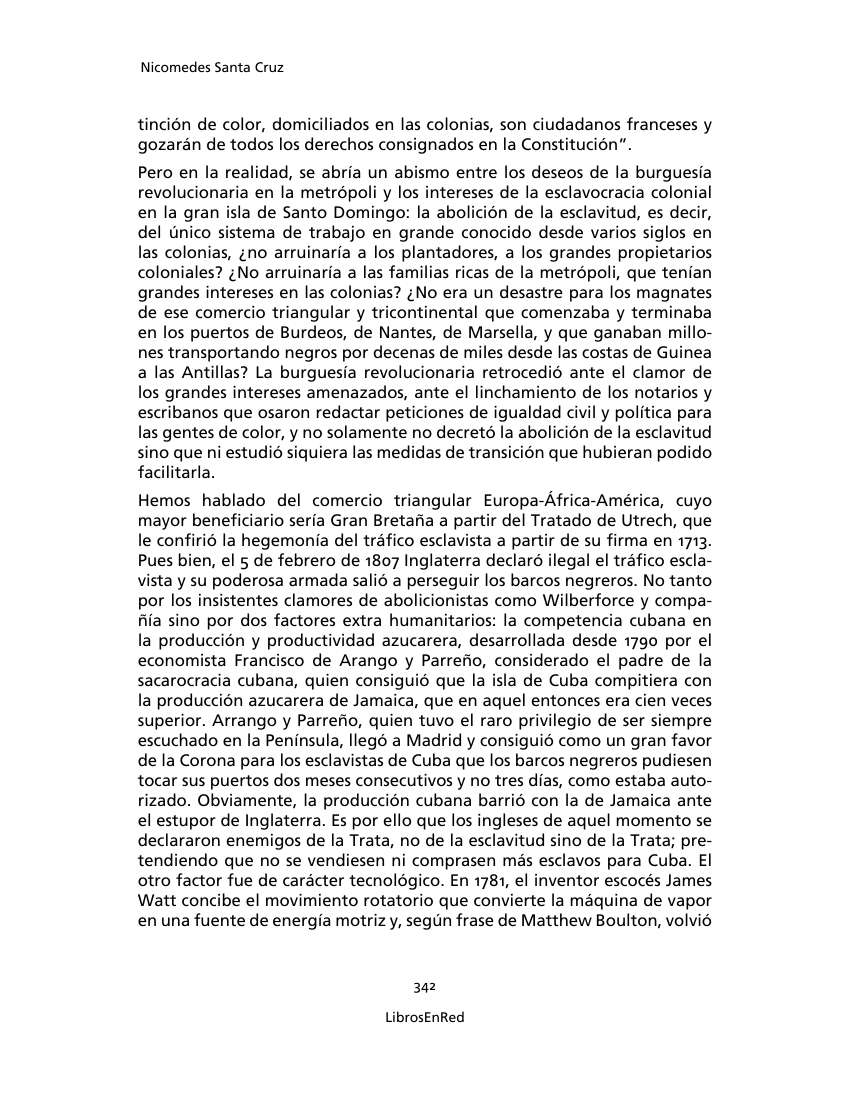 Nicomedes Santa Cruz
tinción de color, domiciliados en las colonias, son ciudadanos franceses y
gozarán de todos los derechos consignados en la Constitución”.
Pero en la realidad, se abría un abismo entre los deseos de la burguesía
revolucionaria en la metrópoli y los intereses de la esclavocracia colonial
en la gran isla de Santo Domingo: la abolición de la esclavitud, es decir,
del único sistema de trabajo en grande conocido desde varios siglos en
las colonias, ¿no arruinaría a los plantadores, a los grandes propietarios
coloniales? ¿No arruinaría a las familias ricas de la metrópoli, que tenían
grandes intereses en las colonias? ¿No era un desastre para los magnates
de ese comercio triangular y tricontinental que comenzaba y terminaba
en los puertos de Burdeos, de Nantes, de Marsella, y que ganaban millo-
nes transportando negros por decenas de miles desde las costas de Guinea
a las Antillas? La burguesía revolucionaria retrocedió ante el clamor de
los grandes intereses amenazados, ante el linchamiento de los notarios y
escribanos que osaron redactar peticiones de igualdad civil y política para
las gentes de color, y no solamente no decretó la abolición de la esclavitud
sino que ni estudió siquiera las medidas de transición que hubieran podido
facilitarla.
Hemos hablado del comercio triangular Europa-África-América, cuyo
mayor beneficiario sería Gran Bretaña a partir del Tratado de Utrech, que
le confirió la hegemonía del tráfico esclavista a partir de su firma en 1713.
Pues bien, el 5 de febrero de 1807 Inglaterra declaró ilegal el tráfico escla-
vista y su poderosa armada salió a perseguir los barcos negreros. No tanto
por los insistentes clamores de abolicionistas como Wilberforce y compa-
ñía sino por dos factores extra humanitarios: la competencia cubana en
la producción y productividad azucarera, desarrollada desde 1790 por el
economista Francisco de Arango y Parreño, considerado el padre de la
sacarocracia cubana, quien consiguió que la isla de Cuba compitiera con
la producción azucarera de Jamaica, que en aquel entonces era cien veces
superior. Arrango y Parreño, quien tuvo el raro privilegio de ser siempre
escuchado en la Península, llegó a Madrid y consiguió como un gran favor
de la Corona para los esclavistas de Cuba que los barcos negreros pudiesen
tocar sus puertos dos meses consecutivos y no tres días, como estaba auto-
rizado. Obviamente, la producción cubana barrió con la de Jamaica ante
el estupor de Inglaterra. Es por ello que los ingleses de aquel momento se
declararon enemigos de la Trata, no de la esclavitud sino de la Trata; pre-
tendiendo que no se vendiesen ni comprasen más esclavos para Cuba. El
otro factor fue de carácter tecnológico. En 1781, el inventor escocés James
Watt concibe el movimiento rotatorio que convierte la máquina de vapor
en una fuente de energía motriz y, según frase de Matthew Boulton, volvió
342
LibrosEnRed